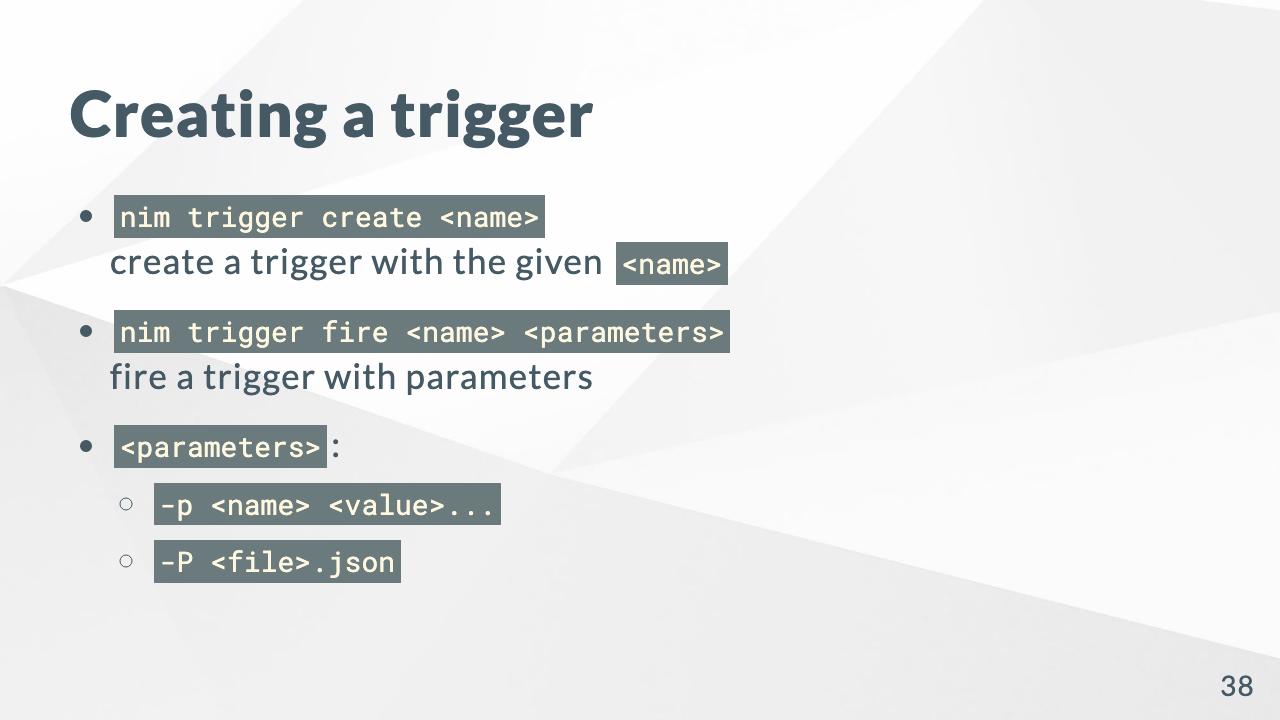 Creating a trigger
nim trigger create <name>
create a trigger with the given <name>
nim trigger fire <name> <parameters>
fire a trigger with parameters
<parameters>:
-p <name> <value>...
-P <file>.json
38